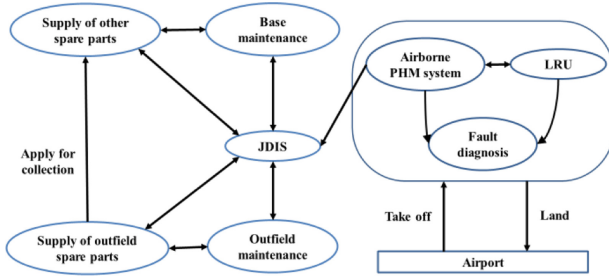 Supply of other
spare parts
Base
maintenance
Airborne
PHM system
LRU
Fault
diagnosis
JDIS
Apply for
collection
Take off
Land
Supply of outfield
spare parts
Outfield
maintenance
Airport